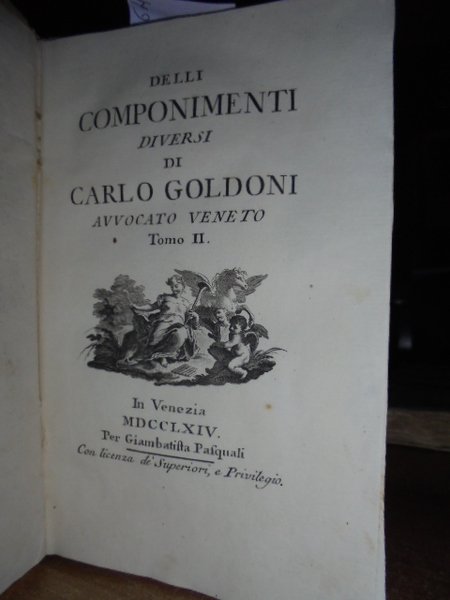 DELLI
COMPONIMENTI
DIVERSI
DI
CARLO GOLDONI
AVVOCATO VENETO
Tomo II.
In Venezia
MDCCLXIV.
Per Giambatiſta Paſquali
Con licenza de' Superiori, e Privilegio.